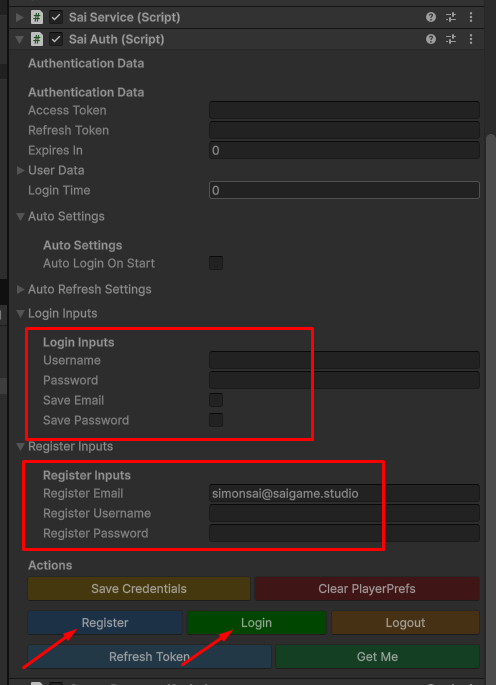 Sai Service (Script)
Sai Auth (Script)
Authentication Data
Authentication Data
Access Token
Refresh Token
Expires In 0
User Data
Login Time 0
Auto Settings
Auto Settings
Auto Login On Start
Auto Refresh Settings
Login Inputs
Login Inputs
Username
Password
Save Email
Save Password
Register Inputs
Register Inputs
Register Email simonsai@saigame.studio
Register Username
Register Password
Actions
Save Credentials Clear PlayerPrefs
Register Login Logout
Refresh Token Get Me